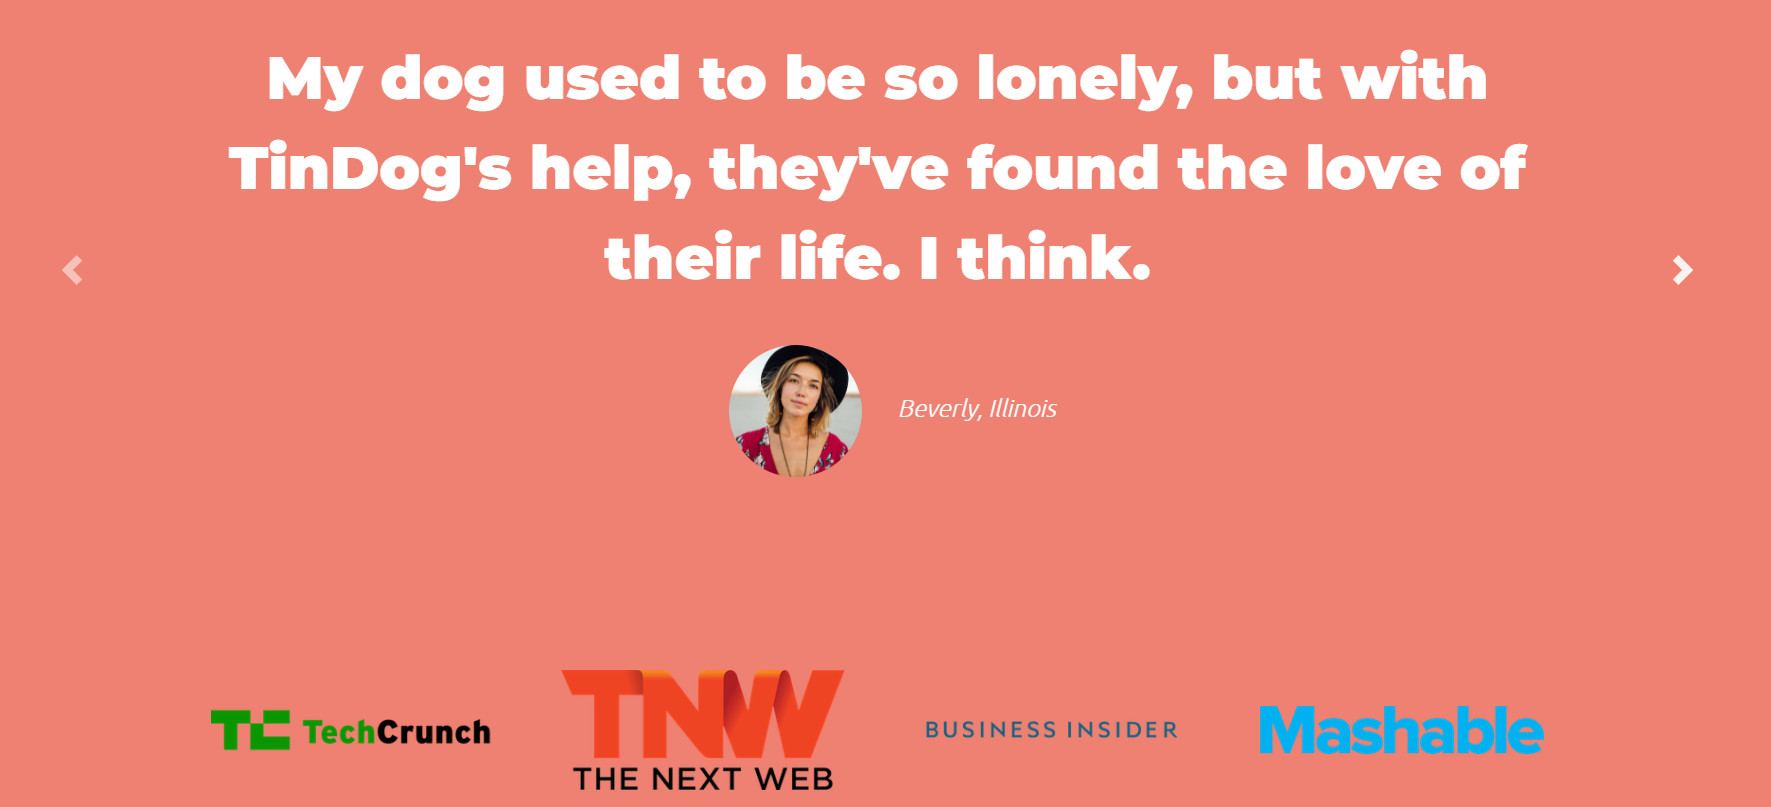 My dog used to be so lonely, but with
TinDog's help, they've found the love of
their life. I think.
Beverly, Illinois
TC TechCrunch
TNW
THE NEXT WEB
BUSINESS INSIDER
Mashable